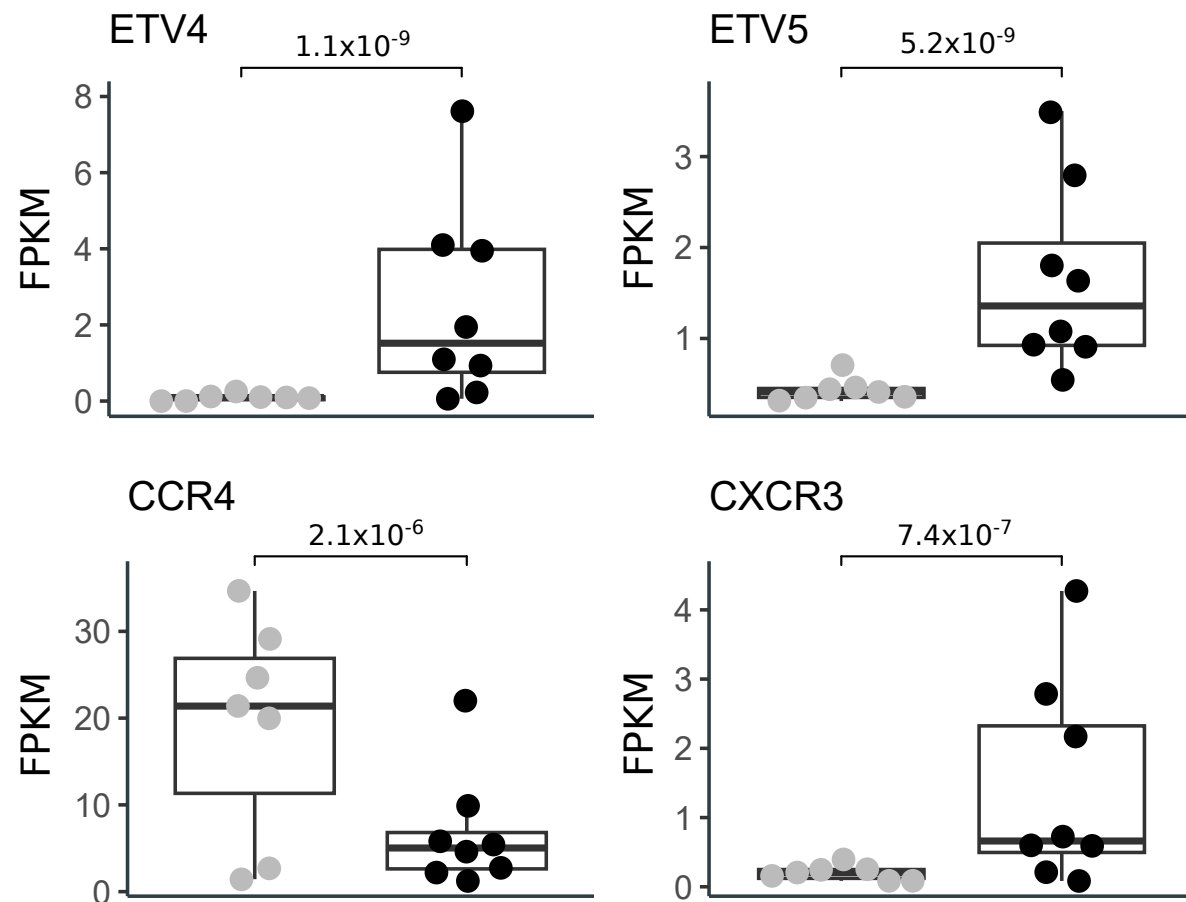 ETV4
1.1x10⁻⁹
FPKM
8
6
4
2
0
ETV5
5.2x10⁻⁹
FPKM
3
2
1
CCR4
2.1x10⁻⁶
FPKM
30
20
10
0
CXCR3
7.4x10⁻⁷
FPKM
4
3
2
1
0